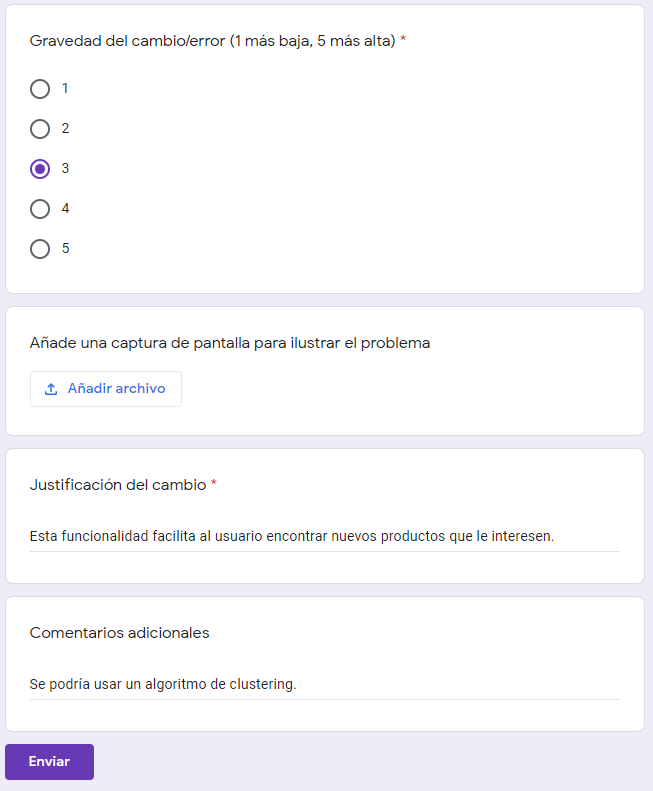 Gravedad del cambio/error (1 más baja, 5 más alta) *
1
2
3
4
5
Añade una captura de pantalla para ilustrar el problema
Añadir archivo
Justificación del cambio *
Esta funcionalidad facilita al usuario encontrar nuevos productos que le interesen.
Comentarios adicionales
Se podría usar un algoritmo de clustering.
Enviar